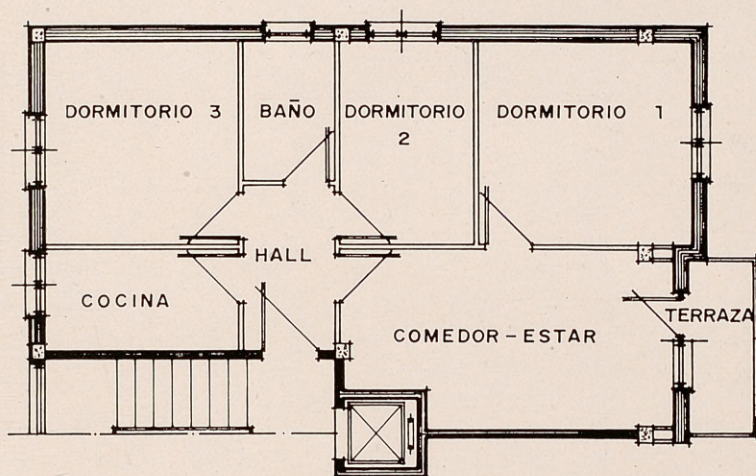 DORMITORIO 3
BAÑO
DORMITORIO
2
DORMITORIO 1
HALL
COCINA
COMEDOR-ESTAR
TERRAZA